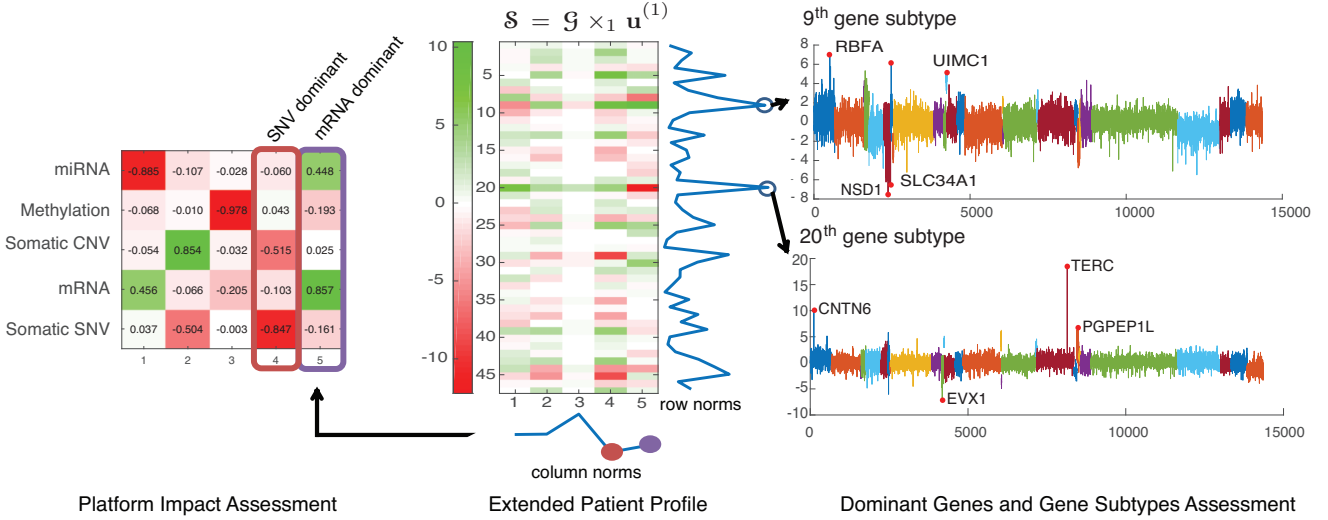 𝓢 = 𝓖 ×₁ u⁽¹⁾
SNV dominant
mRNA dominant
miRNA
Methylation
Somatic CNV
mRNA
Somatic SNV
-0.885 -0.107 -0.028 -0.060 0.448
-0.068 -0.010 -0.978 0.043 -0.193
-0.054 0.854 -0.032 -0.515 0.025
0.456 -0.066 -0.205 -0.103 0.857
0.037 -0.504 -0.003 -0.847 -0.161
1 2 3 4 5
10
5
0
-5
-10
5
10
15
20
25
30
35
40
45
1 2 3 4 5
row norms
column norms
9th gene subtype
8
6
4
2
0
2
4
6
- 8
RBFA
UIMC1
NSD1
SLC34A1
0 5000 10000 15000
20th gene subtype
20
15
10
5
0
-5
-10
CNTN6
TERC
PGPEP1L
EVX1
0 5000 10000 15000
Platform Impact Assessment
Extended Patient Profile
Dominant Genes and Gene Subtypes Assessment